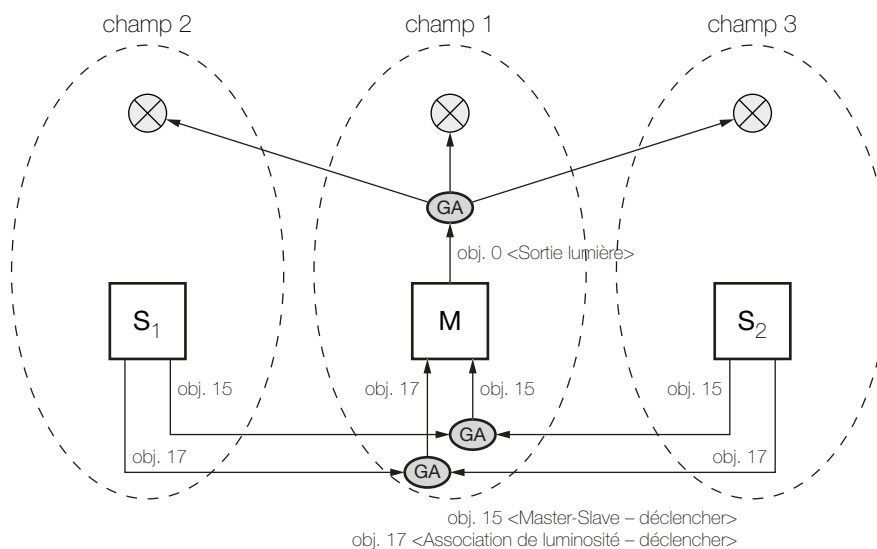 champ 2
champ 1
champ 3
GA
obj. 0 <Sortie lumière>
S1
M
S2
obj. 15
obj. 17
obj. 15
obj. 15
GA
obj. 17
GA
obj. 17
obj. 15 <Master-Slave – déclencher>
obj. 17 <Association de luminosité – déclencher>